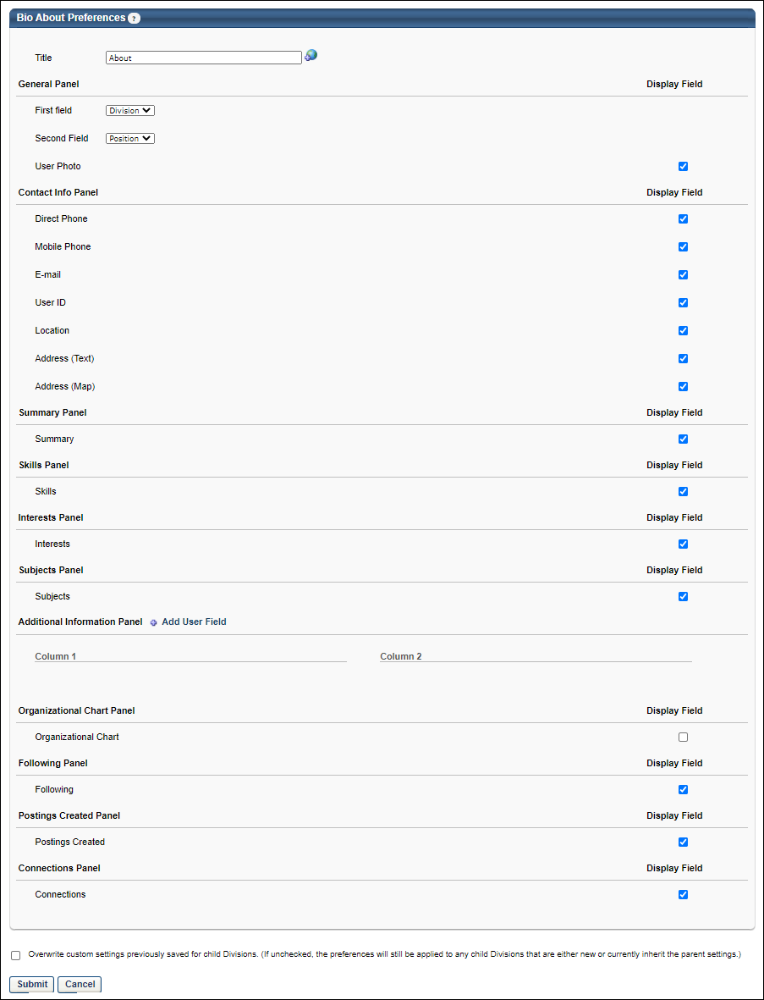 Bio About Preferences ?
Title About
General Panel Display Field
First field Division
Second Field Position
User Photo
Contact Info Panel Display Field
Direct Phone
Mobile Phone
E-mail
User ID
Location
Address (Text)
Address (Map)
Summary Panel Display Field
Summary
Skills Panel Display Field
Skills
Interests Panel Display Field
Interests
Subjects Panel Display Field
Subjects
Additional Information Panel Add User Field
Column 1 Column 2
Organizational Chart Panel Display Field
Organizational Chart
Following Panel Display Field
Following
Postings Created Panel Display Field
Postings Created
Connections Panel Display Field
Connections
Overwrite custom settings previously saved for child Divisions. (If unchecked, the preferences will still be applied to any child Divisions that are either new or currently inherit the parent settings.)
Submit Cancel